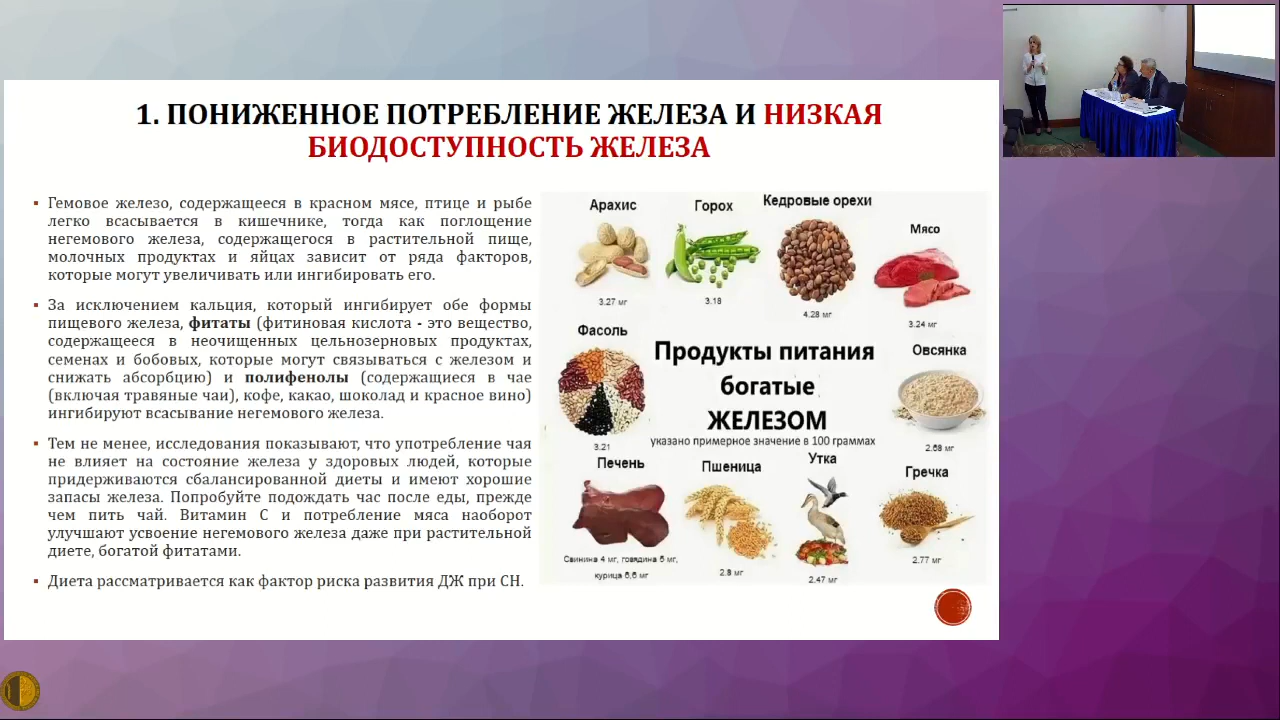 1. ПОНИЖЕННОЕ ПОТРЕБЛЕНИЕ ЖЕЛЕЗА И НИЗКАЯ
БИОДОСТУПНОСТЬ ЖЕЛЕЗА
Гемовое железо, содержащееся в красном мясе, птице и рыбе
легко всасывается в кишечнике, тогда как поглощение
негемового железа, содержащегося в растительной пище,
молочных продуктах и яйцах зависит от ряда факторов,
которые могут увеличивать или ингибировать его.
За исключением кальция, который ингибирует обе формы
пищевого железа, фитаты (фитиновая кислота - это вещество,
содержащееся в неочищенных цельнозерновых продуктах,
семенах и бобовых, которые могут связываться с железом и
снижать абсорбцию) и полифенолы (содержащиеся в чае
(включая травяные чаи), кофе, какао, шоколад и красное вино)
ингибируют всасывание негемового железа.
Тем не менее, исследования показывают, что употребление чая
не влияет на состояние железа у здоровых людей, которые
придерживаются сбалансированной диеты и имеют хорошие
запасы железа. Попробуйте подождать час после еды, прежде
чем пить чай. Витамин С и потребление мяса наоборот
улучшают усвоение негемового железа даже при растительной
диете, богатой фитатами.
Диета рассматривается как фактор риска развития ДЖ при СН.
Арахис
3.27 мг
Горох
3.18
Кедровые орехи
4.28 мг
Мясо
3.24 мг
Фасоль
3.21
Продукты питания
богатые
ЖЕЛЕЗОМ
указано примерное значение в 100 граммах
Овсянка
2.68 мг
Печень
Свинина 4 мг, говядина 5 мг,
курица 6,6 мг
Пшеница
2.9 мг
Утка
2.47 мг
Гречка
2.77 мг